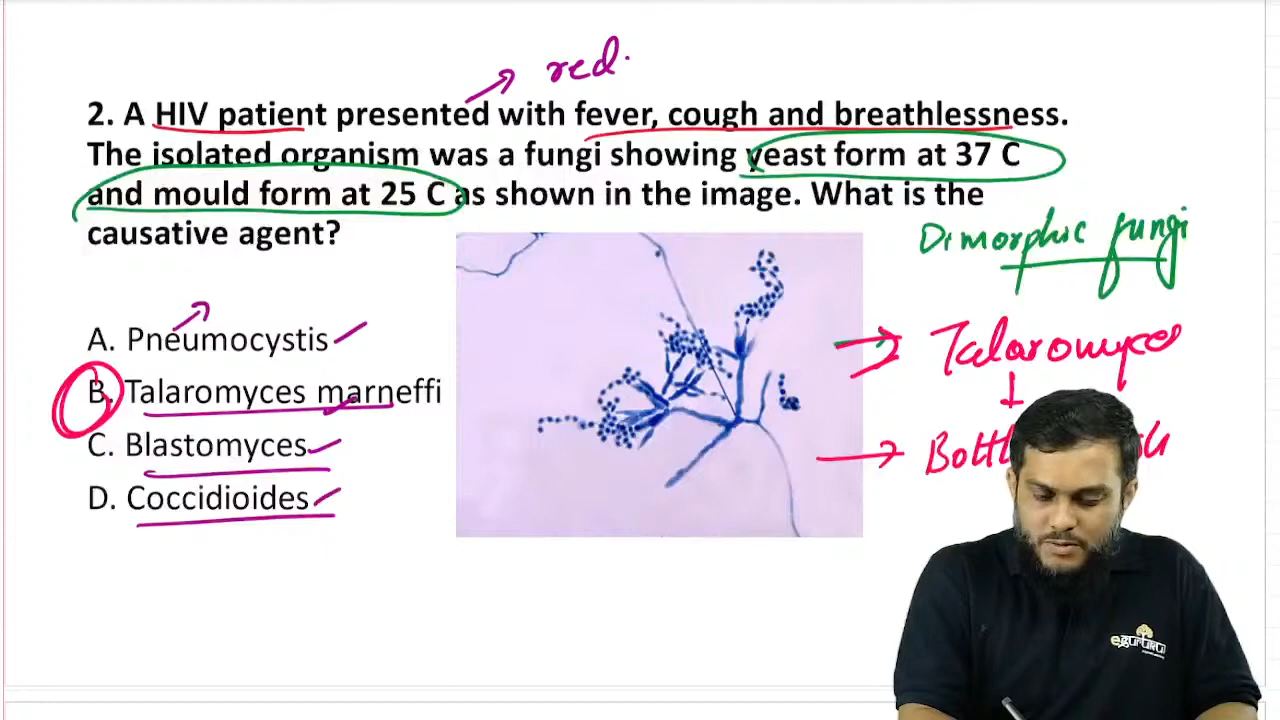 red.
2. A HIV patient presented with fever, cough and breathlessness.
The isolated organism was a fungi showing yeast form at 37 C
and mould form at 25 C as shown in the image. What is the
causative agent?
Dimorphic fungi
A. Pneumocystis
Talaromyces
B. Talaromyces marneffi
C. Blastomyces
D. Coccidioides
egurukul